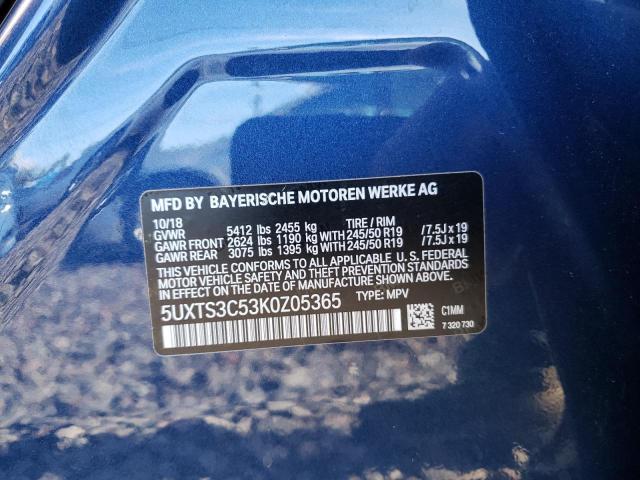 MFD BY BAYERISCHE MOTOREN WERKE AG
10/18
GVWR 5412 lbs 2455 kg TIRE / RIM
GAWR FRONT 2624 lbs 1190 kg WITH 245/50 R19 /7.5J x 19
GAWR REAR 3075 lbs 1395 kg WITH 245/50 R19 /7.5J x 19
THIS VEHICLE CONFORMS TO ALL APPLICABLE U. S. FEDERAL
MOTOR VEHICLE SAFETY, BUMPER, AND THEFT PREVENTION
STANDARDS IN EFFECT ON THE DATE OF MANUFACTURE SHOWN ABOVE.
5UXTS3C53K0Z05365 TYPE: MPV
C1MM
7 320 730